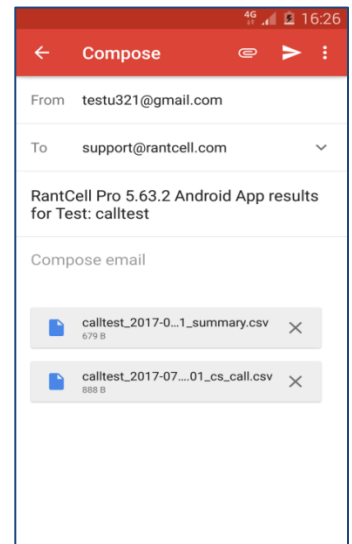 4G 16:26
Compose
From testu321@gmail.com
To support@rantcell.com
RantCell Pro 5.63.2 Android App results
for Test: calltest
Compose email
calltest_2017-0...1_summary.csv
679 B
calltest_2017-07....01_cs_call.csv
888 B